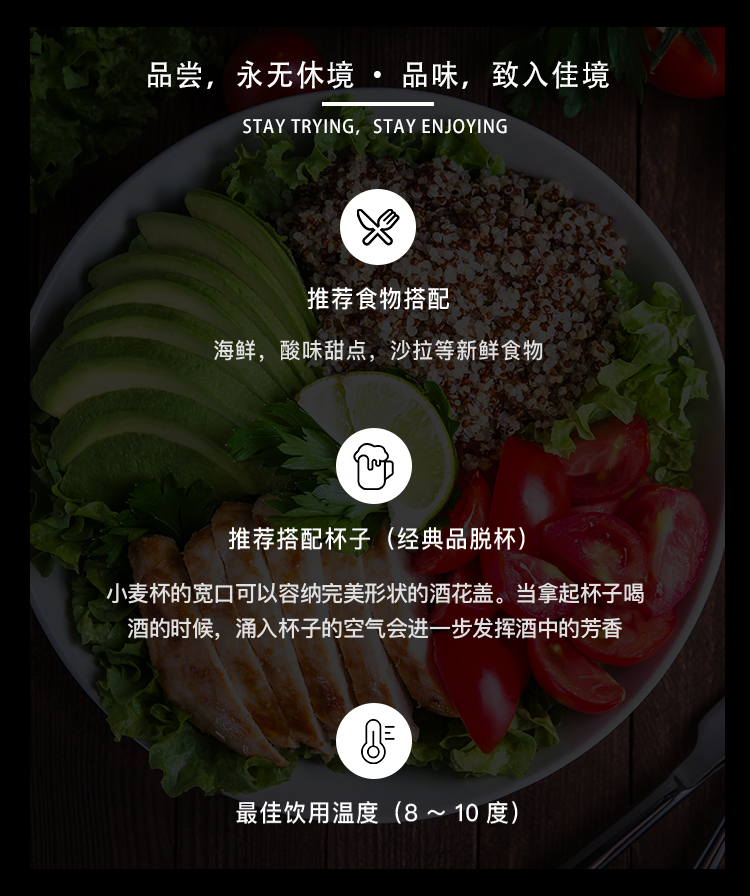 品尝，永无休境 • 品味，致入佳境
STAY TRYING, STAY ENJOYING
推荐食物搭配
海鲜，酸味甜点，沙拉等新鲜食物
推荐搭配杯子（经典品脱杯）
小麦杯的宽口可以容纳完美形状的酒花盖。当拿起杯子喝
酒的时候，涌入杯子的空气会进一步发挥酒中的芳香
最佳饮用温度（8 ～ 10 度）